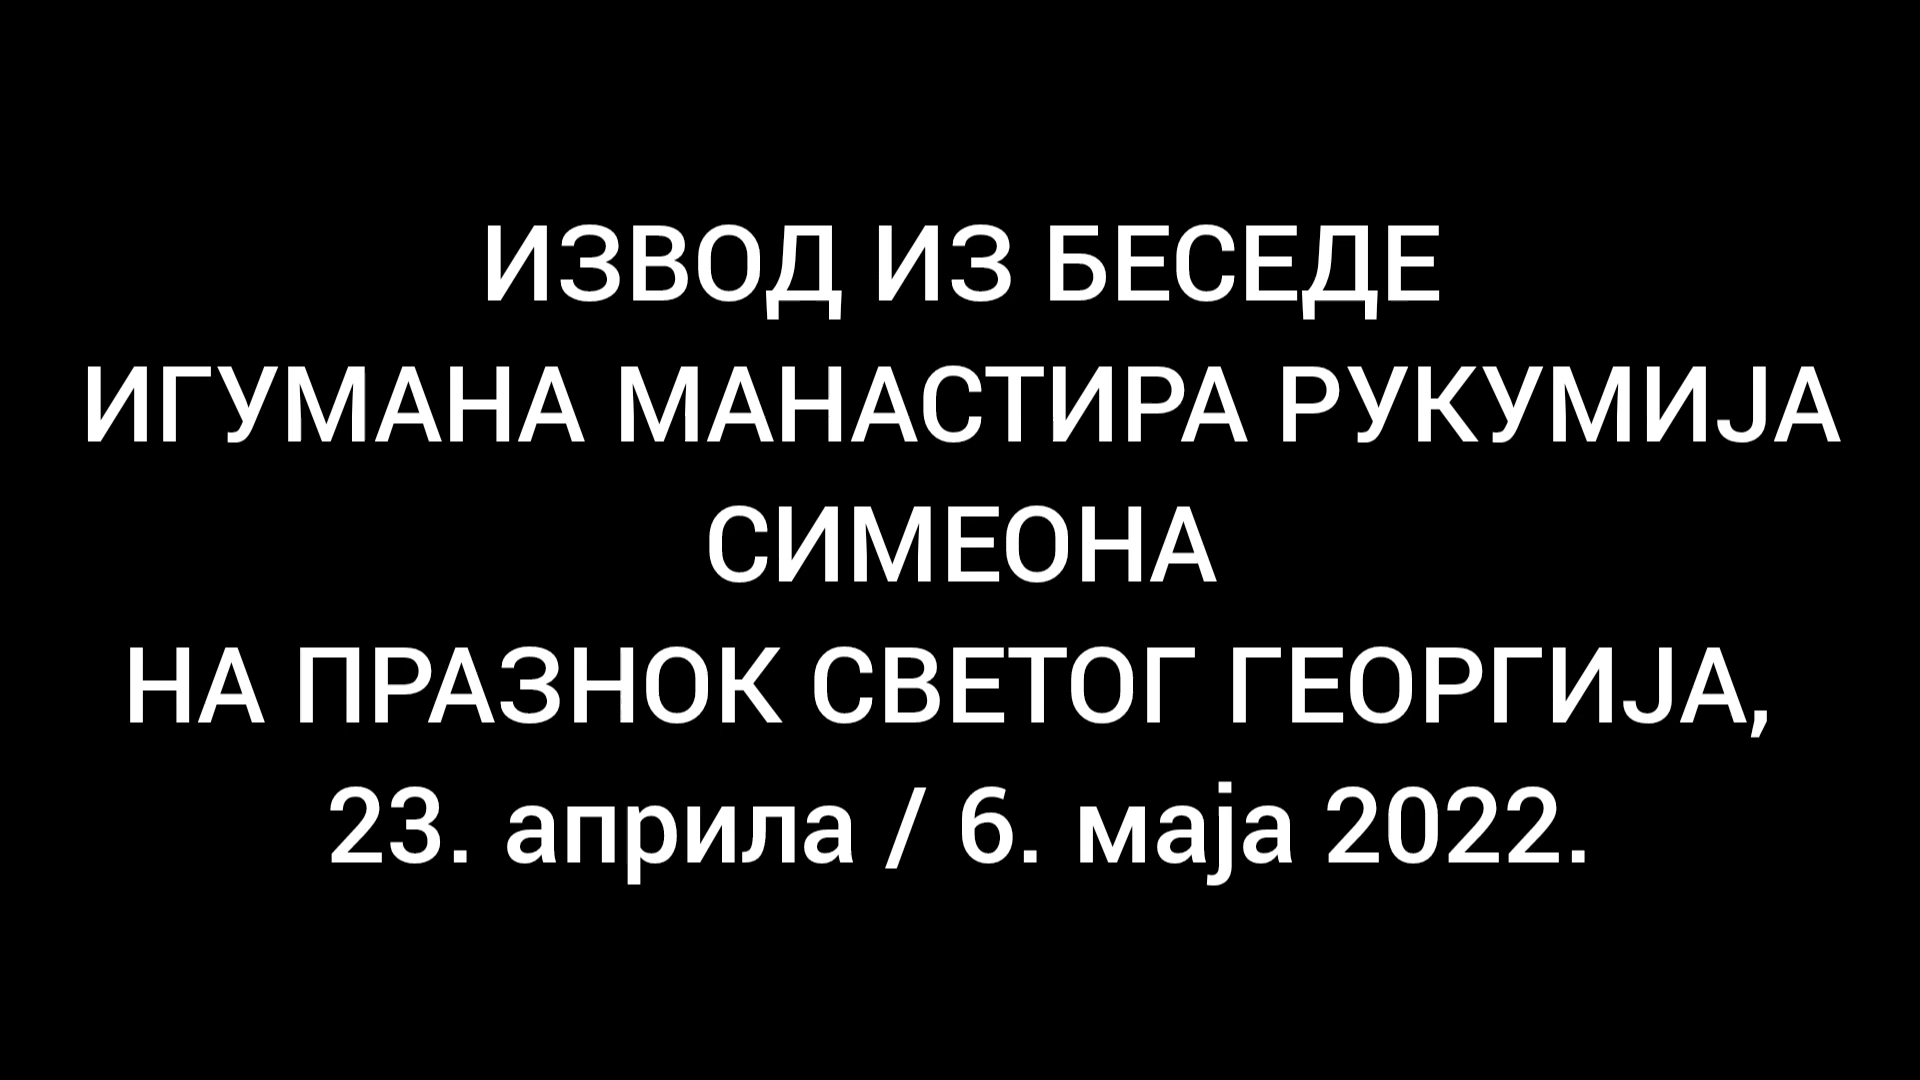 ИЗВОД ИЗ БЕСЕДЕ
ИГУМАНА МАНАСТИРА РУКУМИЈА
СИМЕОНА
НА ПРАЗНОК СВЕТОГ ГЕОРГИЈА,
23. априла / 6. маја 2022.